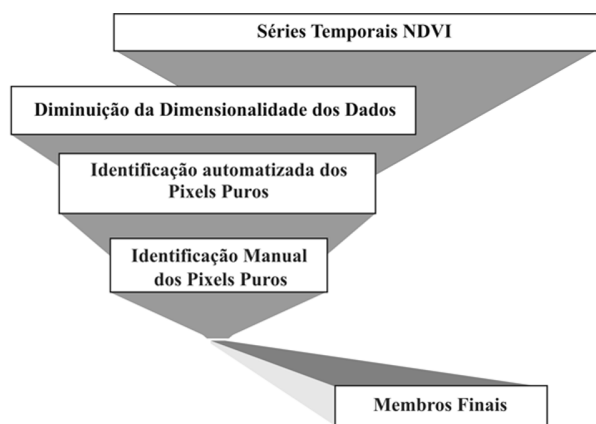 Séries Temporais NDVI
Diminuição da Dimensionalidade dos Dados
Identificação automatizada dos
Pixels Puros
Identificação Manual
dos Pixels Puros
Membros Finais